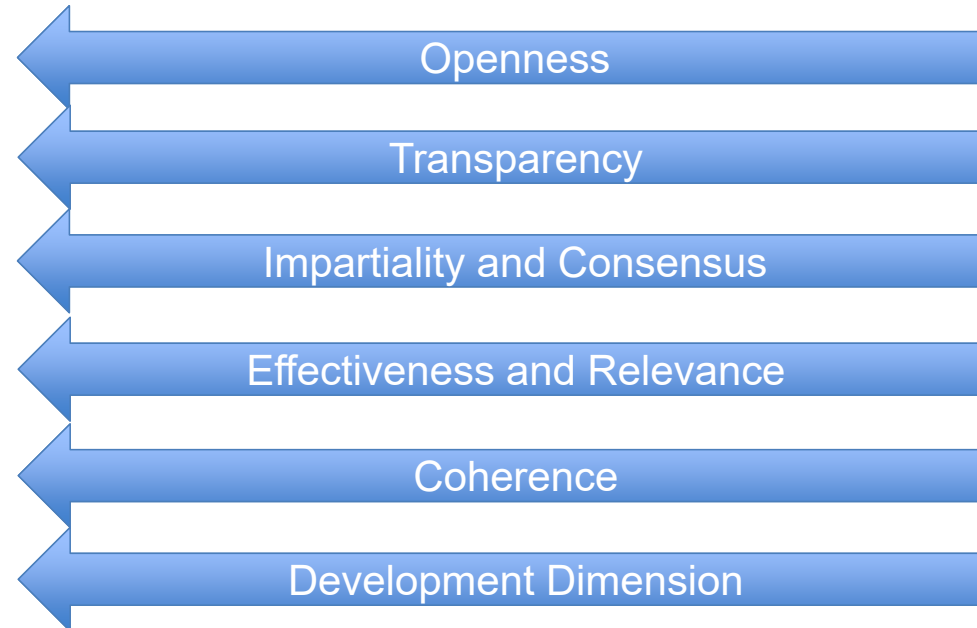 Openness
Transparency
Impartiality and Consensus
Effectiveness and Relevance
Coherence
Development Dimension